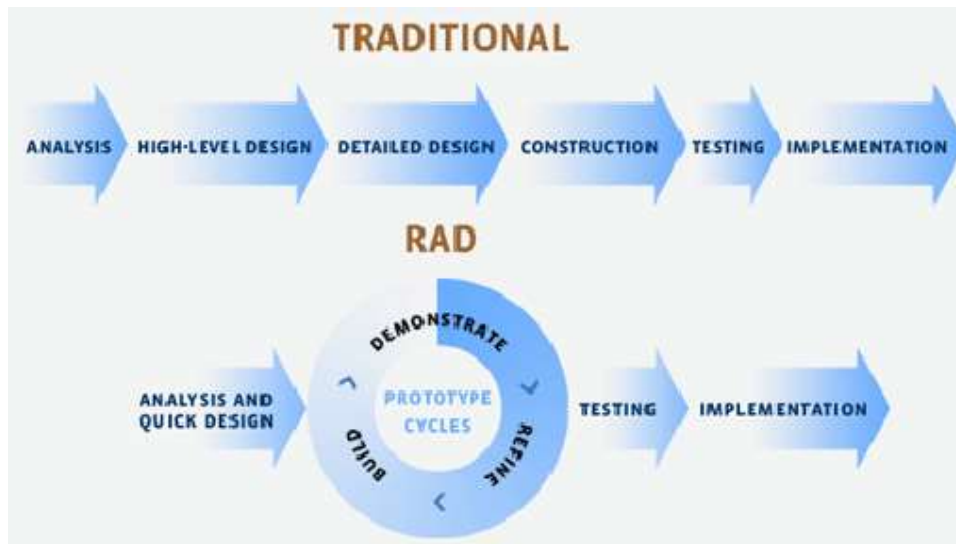 TRADITIONAL
ANALYSIS
HIGH-LEVEL DESIGN
DETAILED DESIGN
CONSTRUCTION
TESTING
IMPLEMENTATION
RAD
ANALYSIS AND
QUICK DESIGN
DEMONSTRATE
REFINE
BUILD
PROTOTYPE
CYCLES
TESTING
IMPLEMENTATION